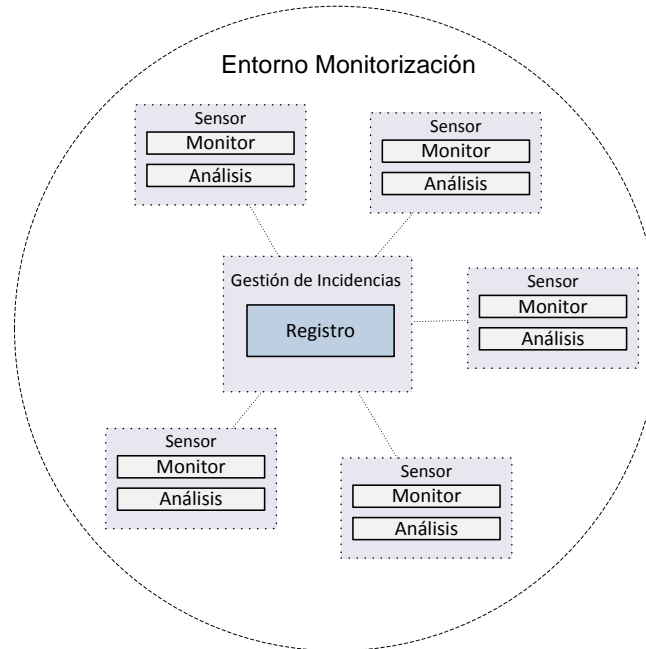 Entorno Monitorización
Sensor
Monitor
Análisis
Sensor
Monitor
Análisis
Gestión de Incidencias
Registro
Sensor
Monitor
Análisis
Sensor
Monitor
Análisis
Sensor
Monitor
Análisis